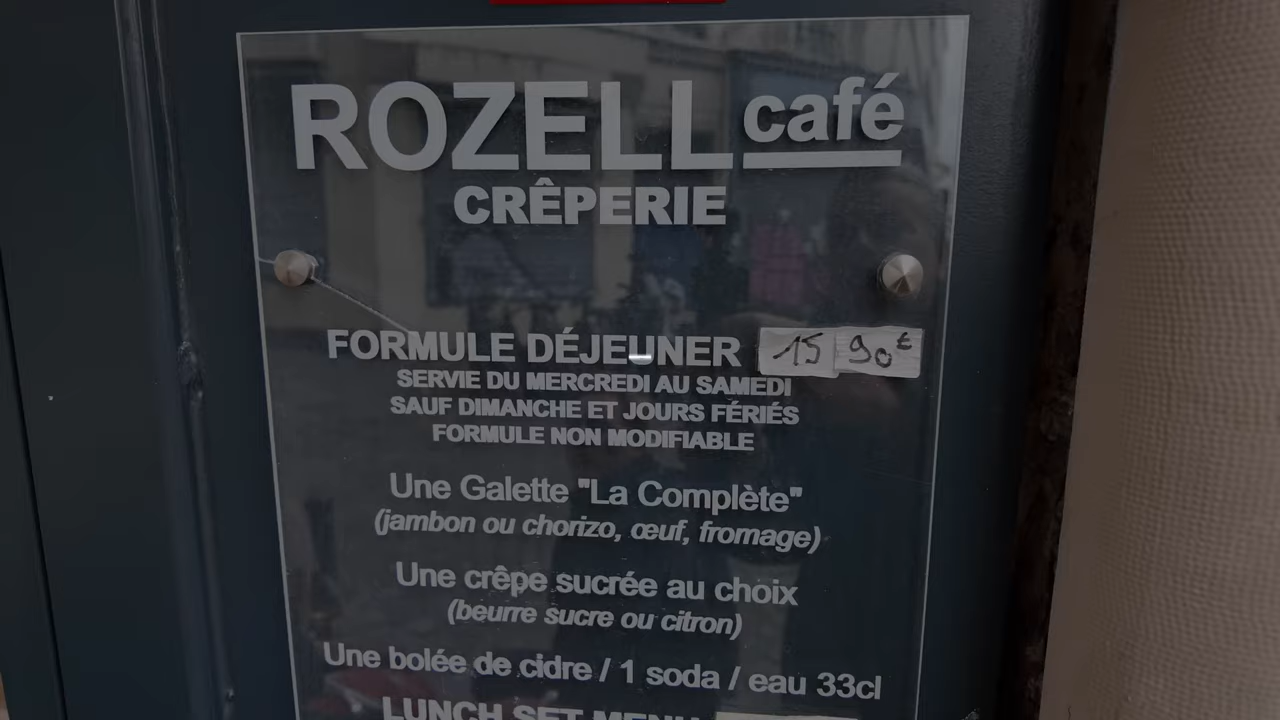 ROZELL café
CRÊPERIE
FORMULE DÉJEUNER 15 90€
SERVIE DU MERCREDI AU SAMEDI
SAUF DIMANCHE ET JOURS FÉRIÉS
FORMULE NON MODIFIABLE
Une Galette "La Complète"
(jambon ou chorizo, œuf, fromage)
Une crêpe sucrée au choix
(beurre sucre ou citron)
Une bolée de cidre / 1 soda / eau 33cl
LUNCH SET MENU